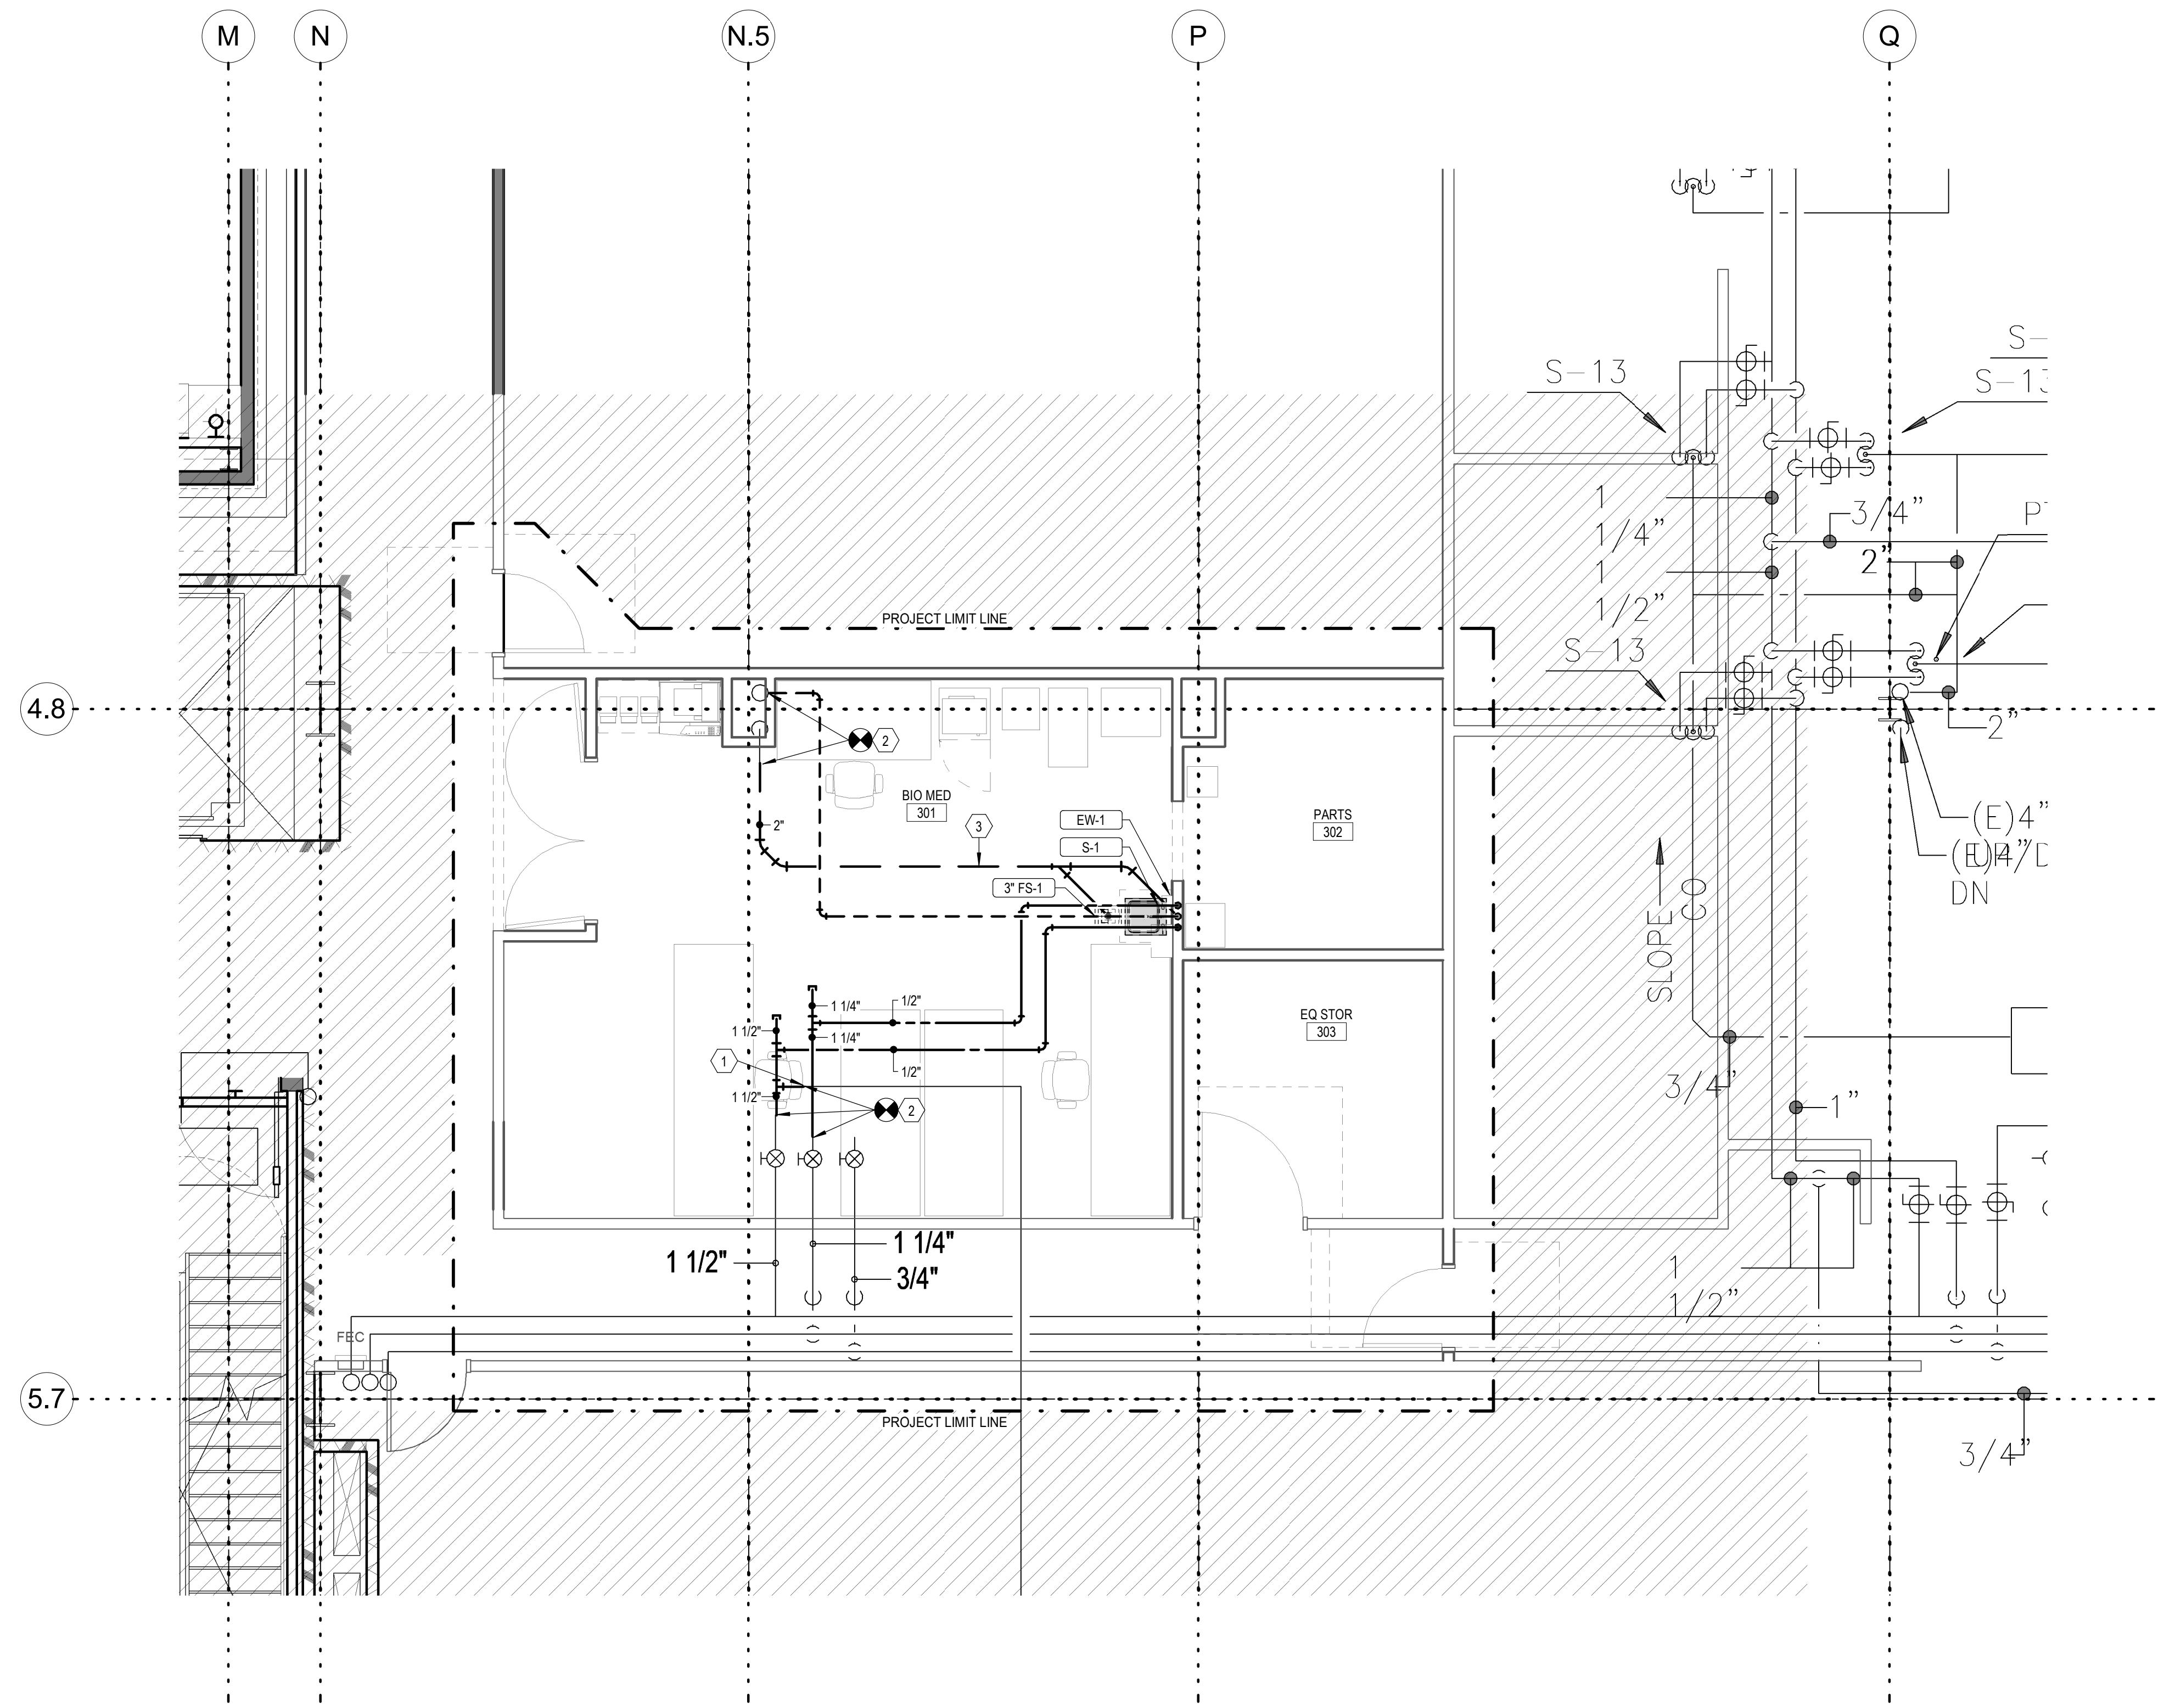 M
N
N.5
P
Q
S-
S-13
S-13
1
1/4"
3/4"
2"
1
1/2"
PROJECT LIMIT LINE
S-13
4.8
2
2"
BIO MED
301
PARTS
302
2"
3
EW-1
S-1
3" FS-1
(E)4"
DN
SLOPE
CO
1 1/4"
1/2"
EQ STOR
303
1 1/2"
1 1/4"
1
1/2"
1 1/2"
2
3/4"
1"
1 1/2"
1 1/4"
3/4"
1
1/2"
FEC
5.7
PROJECT LIMIT LINE
3/4"